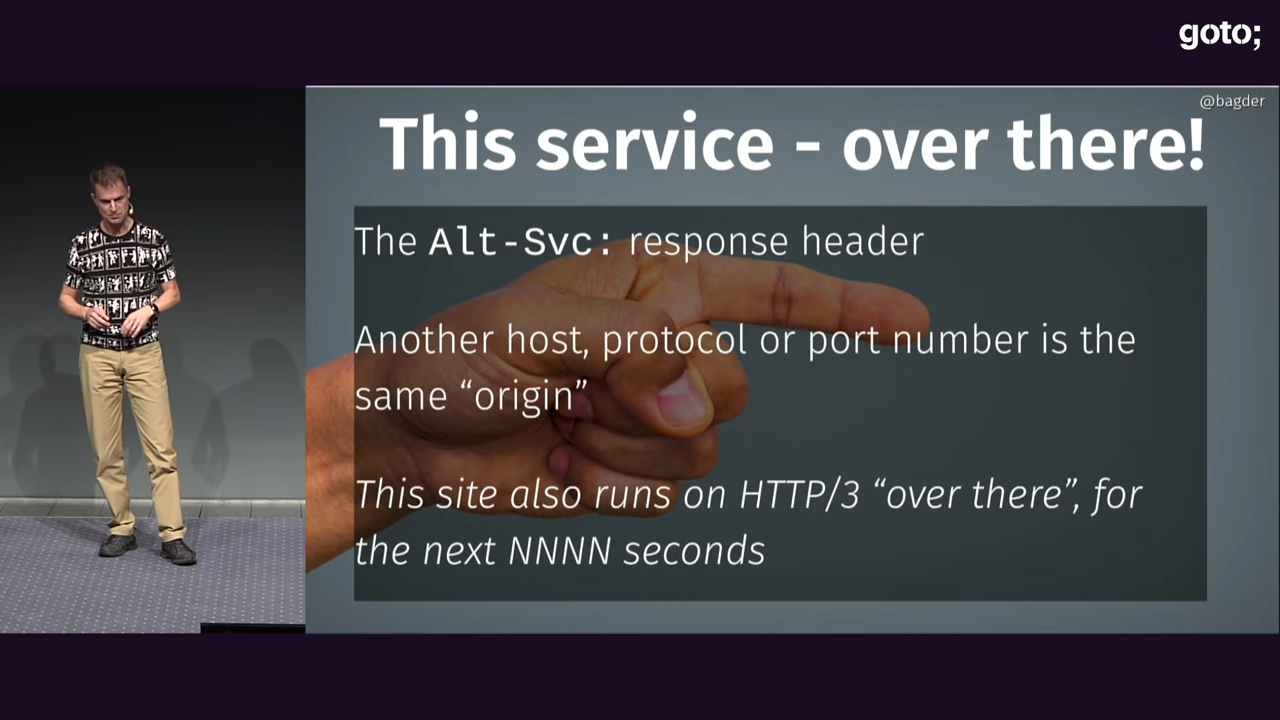 goto;
@bagder
This service - over there!
The Alt-Svc: response header
Another host, protocol or port number is the
same “origin”
This site also runs on HTTP/3 “over there”, for
the next NNNN seconds